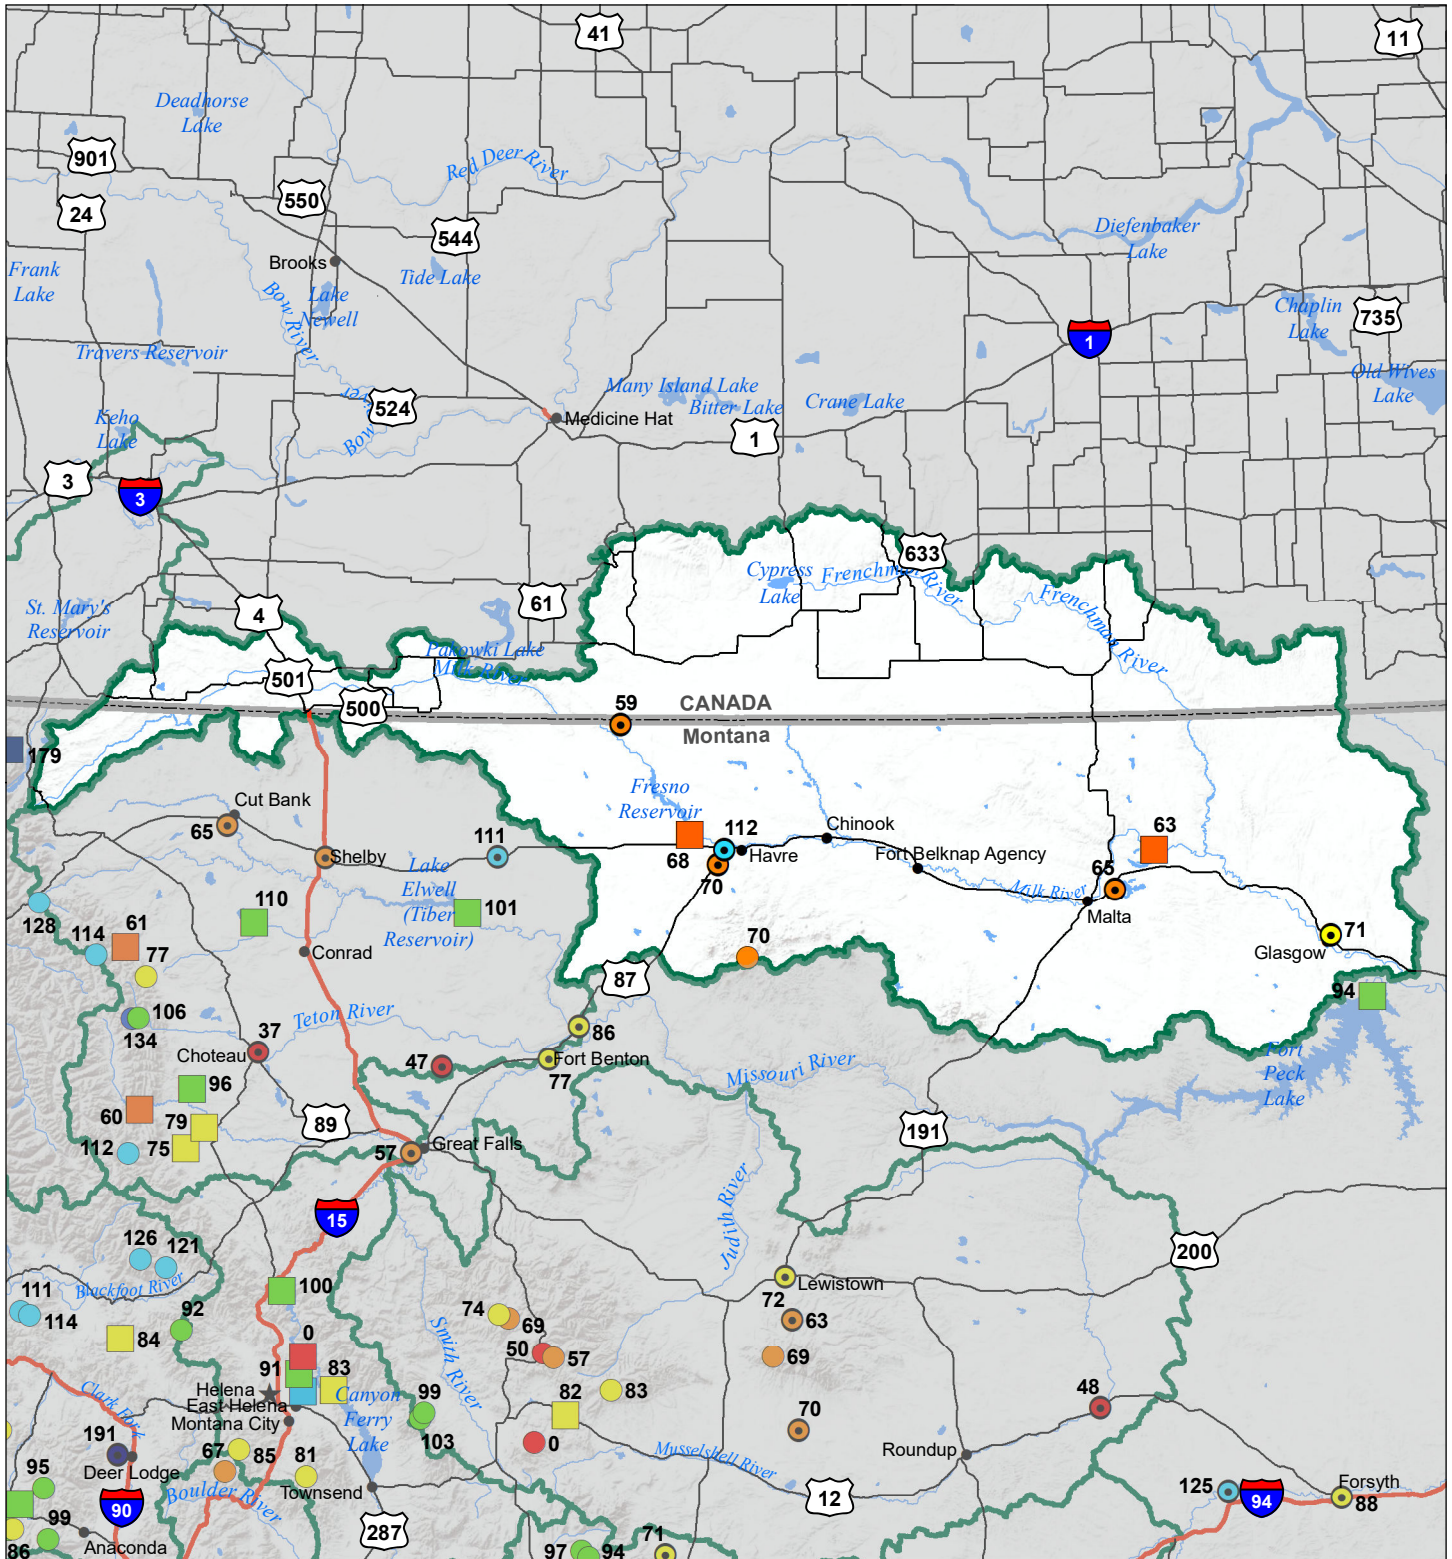 41
11
Deadhorse
Lake
901
Red Deer River
550
24
544
Diefenbaker
Lake
Brooks
Frank
Lake
Tide Lake
Bow River
Lake
Newell
Chaplin
Lake
735
1
Travers Reservoir
Old Wives
Lake
Many Island Lake
Bitter Lake
Crane Lake
524
Keho
Lake
Medicine Hat
Bow
1
3
3
633
Cypress
Lake
Frenchman River
61
Frenchman River
St. Mary's
Reservoir
4
Pakowki Lake
Milk River
501
500
59
CANADA
Montana
179
Fresno
Reservoir
Cut Bank
65
111
112
Chinook
63
Shelby
68
Havre
Fort Belknap Agency
70
65
Lake
Elwell
(Tiber
Reservoir)
Milk River
Malta
128
110
101
61
114
77
Conrad
70
71
Glasgow
87
94
106
134
Teton River
86
37
Choteau
47
Fort Benton
77
Missouri River
Fort
Peck
Lake
96
60
79
89
191
112
75
57
Great Falls
Judith River
15
126
121
200
Blackfoot River
111
114
92
100
Lewistown
72
74
69
63
84
0
Smith River
50
57
69
91
83
Clark Fork
Helena
East Helena
Montana City
Canyon
Ferry
Lake
99
103
82
83
48
0
70
191
Deer Lodge
67
85
81
Musselshell River
Roundup
95
Townsend
125
94
Forsyth
88
90
Boulder River
12
99
287
86
Anaconda
97
94
71